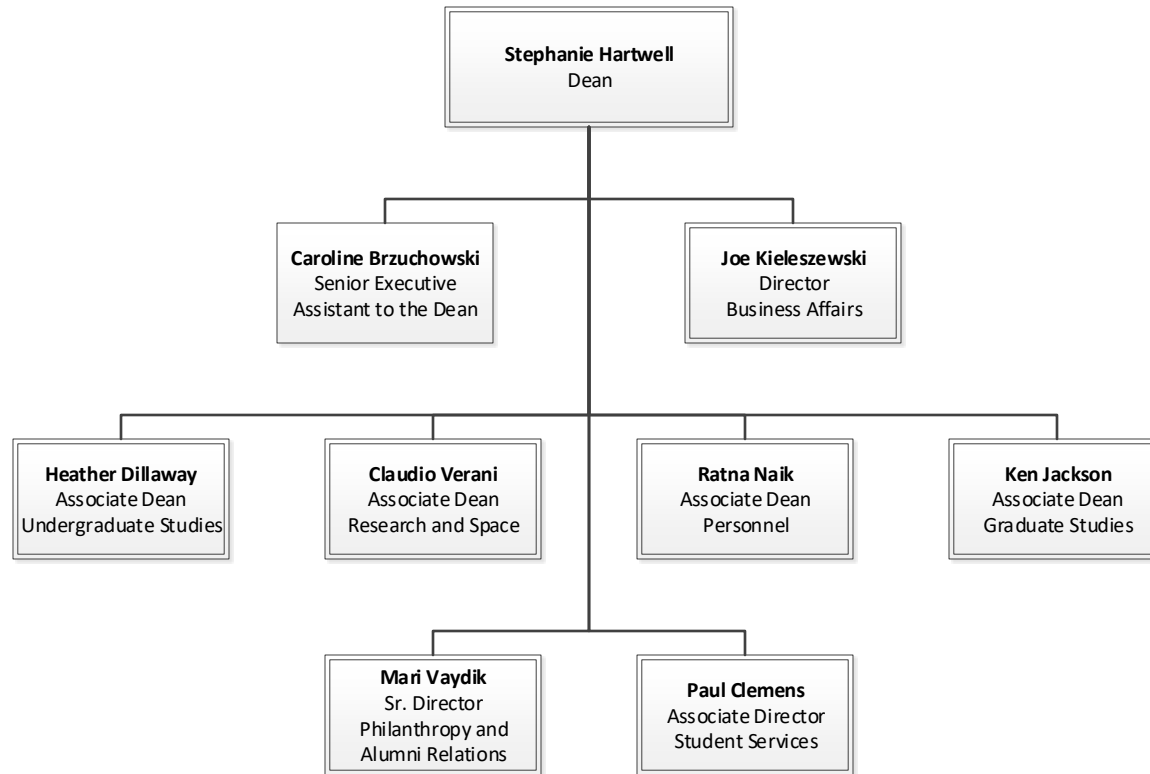 Stephanie Hartwell
Dean
Caroline Brzuchowski
Senior Executive
Assistant to the Dean
Joe Kieleszewski
Director
Business Affairs
Heather Dillaway
Associate Dean
Undergraduate Studies
Claudio Verani
Associate Dean
Research and Space
Ratna Naik
Associate Dean
Personnel
Ken Jackson
Associate Dean
Graduate Studies
Mari Vaydik
Sr. Director
Philanthropy and
Alumni Relations
Paul Clemens
Associate Director
Student Services